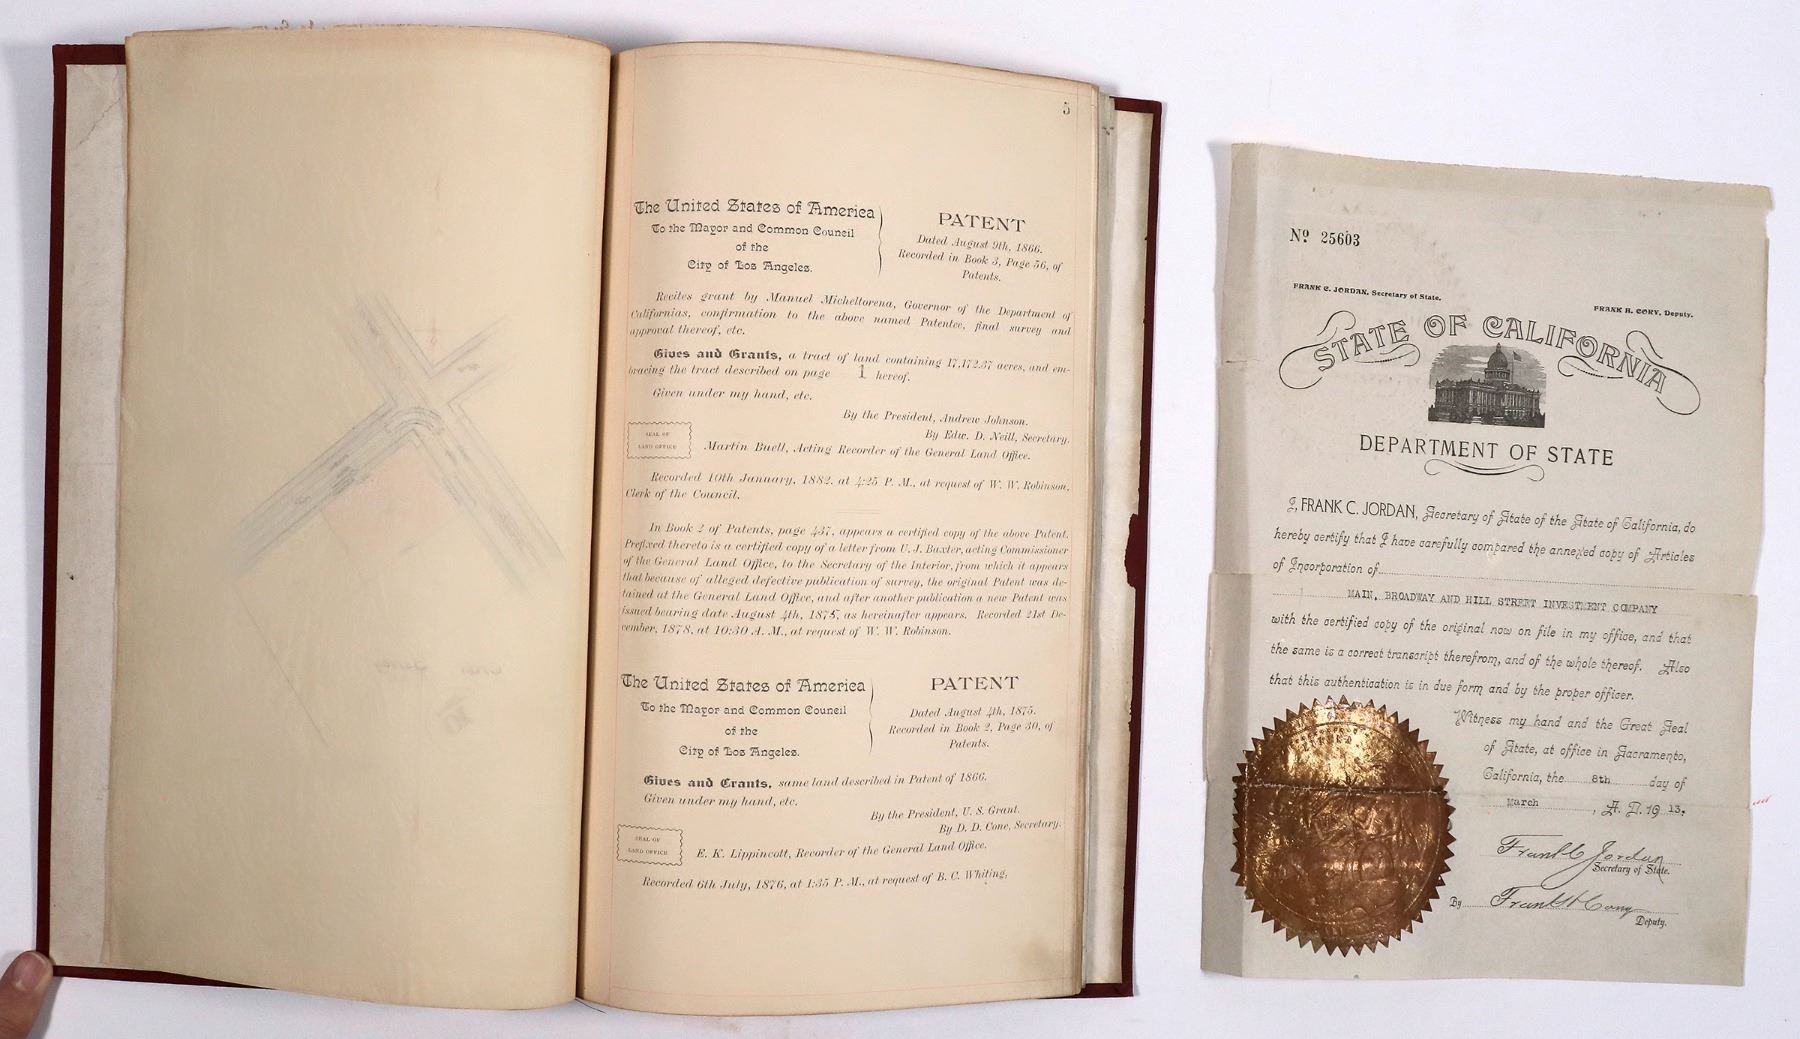 5
The United States of America
To the Mayor and Common Council
of the
City of Los Angeles.
PATENT
Dated August 9th, 1866.
Recorded in Book 3, Page 56, of
Patents.
Recites grant by Manuel Micheltorena, Governor of the Department of
Californias, confirmation to the above named Patentee, final survey and
approval thereof, etc.
Gives and Grants, a tract of land containing 17,172.37 acres, and em-
bracing the tract described on page 1 hereof.
Given under my hand, etc.
By the President, Andrew Johnson.
By Edw. D. Neill, Secretary.
SEAL OF
LAND OFFICE
Martin Buell, Acting Recorder of the General Land Office.
Recorded 10th January, 1882, at 4:25 P. M., at request of W. W. Robinson,
Clerk of the Council.
In Book 2 of Patents, page 437, appears a certified copy of the above Patent.
Prefixed thereto is a certified copy of a letter from U. J. Baxter, acting Commissioner
of the General Land Office, to the Secretary of the Interior, from which it appears
that because of alleged defective publication of survey, the original Patent was de-
tained at the General Land Office, and after another publication a new Patent was
issued bearing date August 4th, 1875, as hereinafter appears. Recorded 21st De-
cember, 1878, at 10:30 A. M., at request of W. W. Robinson.
The United States of America
To the Mayor and Common Council
of the
City of Los Angeles.
PATENT
Dated August 4th, 1875.
Recorded in Book 2, Page 30, of
Patents.
Gives and Grants, same land described in Patent of 1866.
Given under my hand, etc.
By the President, U. S. Grant.
By D. D. Cone, Secretary.
SEAL OF
LAND OFFICE
E. K. Lippincott, Recorder of the General Land Office.
Recorded 6th July, 1876, at 1:35 P. M., at request of B. C. Whiting.
No 25603
FRANK C. JORDAN, Secretary of State.
FRANK H. CORY, Deputy.
STATE OF CALIFORNIA
DEPARTMENT OF STATE
I, FRANK C. JORDAN, Secretary of State of the State of California, do
hereby certify that I have carefully compared the annexed copy of Articles
of Incorporation of
MAIN, BROADWAY AND HILL STREET INVESTMENT COMPANY
with the certified copy of the original now on file in my office, and that
the same is a correct transcript therefrom, and of the whole thereof. Also
that this authentication is in due form and by the proper officer.
Witness my hand and the Great Seal
of State, at office in Sacramento,
California, the 8th day of
March, A. D. 1913.
Frank C Jordan
Secretary of State.
By Frank H Cory
Deputy.